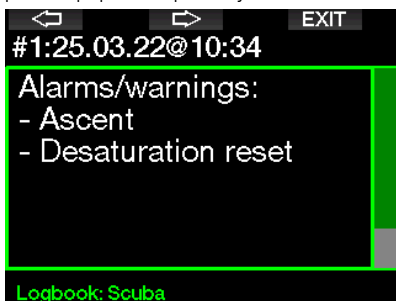 EXIT
#1:25.03.22@10:34
Alarms/warnings:
- Ascent
- Desaturation reset
Logbook: Scuba